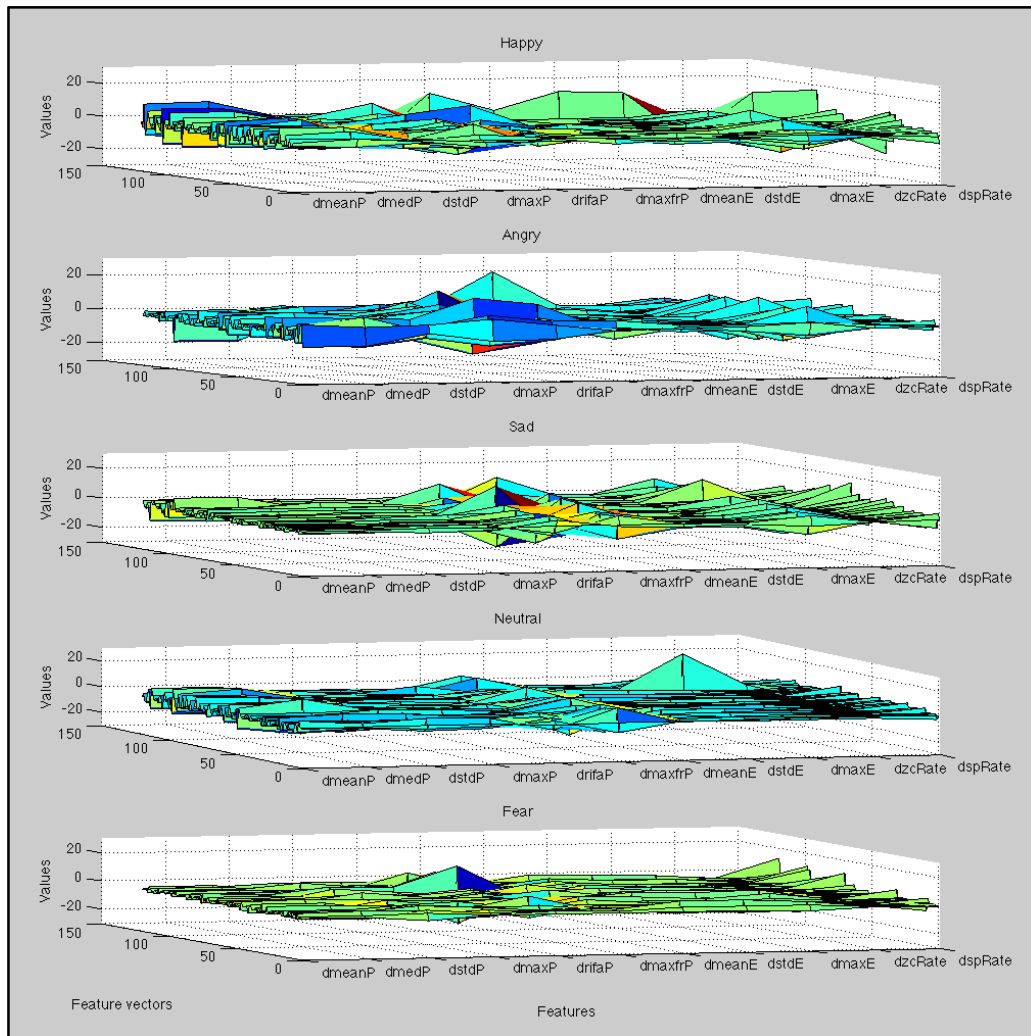 Happy
Values
20
0
-20
150
100
50
0
dmeanP dmedP dstdP dmaxP drifaP dmaxfrP dmeanE dstdE dmaxE dzcRate dspRate
Angry
Values
20
0
-20
150
100
50
0
dmeanP dmedP dstdP dmaxP drifaP dmaxfrP dmeanE dstdE dmaxE dzcRate dspRate
Sad
Values
20
0
-20
150
100
50
0
dmeanP dmedP dstdP dmaxP drifaP dmaxfrP dmeanE dstdE dmaxE dzcRate dspRate
Neutral
Values
20
0
-20
150
100
50
0
dmeanP dmedP dstdP dmaxP drifaP dmaxfrP dmeanE dstdE dmaxE dzcRate dspRate
Fear
Values
20
0
-20
150
100
50
0
dmeanP dmedP dstdP dmaxP drifaP dmaxfrP dmeanE dstdE dmaxE dzcRate dspRate
Feature vectors
Features